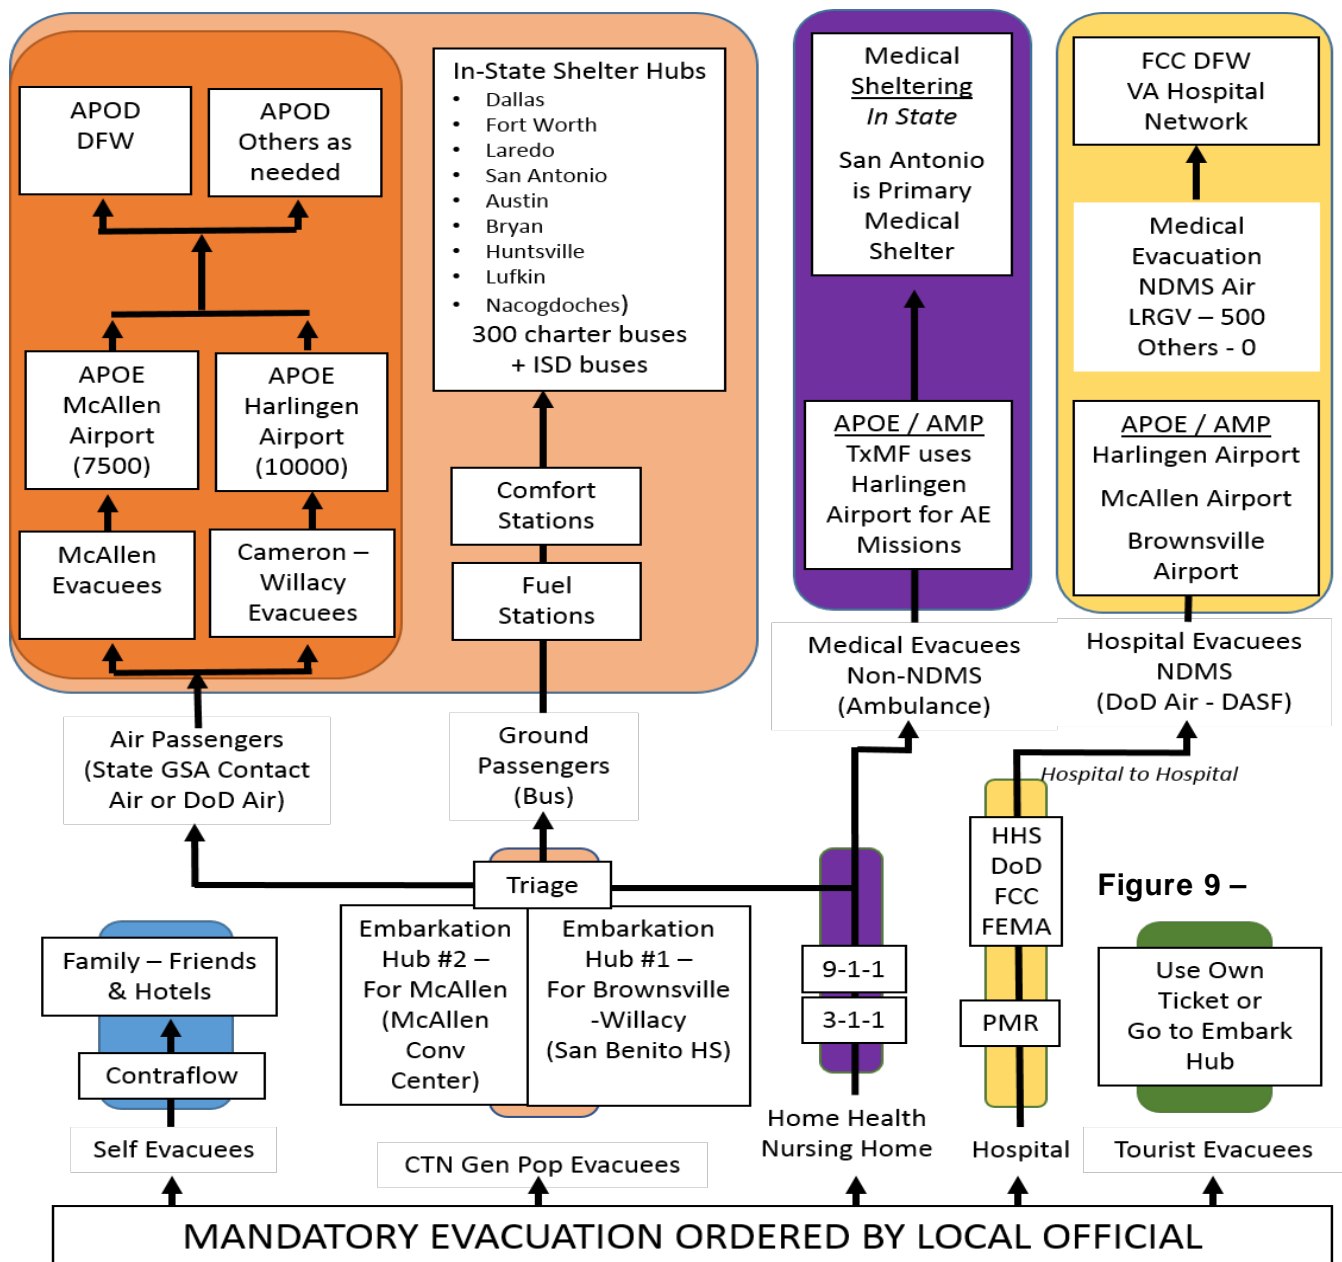 APOD
DFW
APOD
Others as
needed
In-State Shelter Hubs
• Dallas
• Fort Worth
• Laredo
• San Antonio
• Austin
• Bryan
• Huntsville
• Lufkin
• Nacogdoches)
300 charter buses
+ ISD buses
Medical
Sheltering
In State
San Antonio
is Primary
Medical
Shelter
FCC DFW
VA Hospital
Network
Medical
Evacuation
NDMS Air
LRGV – 500
Others - 0
APOE
McAllen
Airport
(7500)
APOE
Harlingen
Airport
(10000)
APOE / AMP
TxMF uses
Harlingen
Airport for AE
Missions
APOE / AMP
Harlingen Airport
McAllen Airport
Brownsville
Airport
Comfort
Stations
McAllen
Evacuees
Cameron –
Willacy
Evacuees
Fuel
Stations
Medical Evacuees
Non-NDMS
(Ambulance)
Hospital Evacuees
NDMS
(DoD Air - DASF)
Air Passengers
(State GSA Contact
Air or DoD Air)
Ground
Passengers
(Bus)
Hospital to Hospital
HHS
DoD
FCC
FEMA
Figure 9 –
Triage
Embarkation
Hub #2 –
For McAllen
(McAllen
Conv
Center)
Embarkation
Hub #1 –
For Brownsville
-Willacy
(San Benito HS)
Family – Friends
& Hotels
Contraflow
9-1-1
3-1-1
PMR
Use Own
Ticket or
Go to Embark
Hub
Self Evacuees
CTN Gen Pop Evacuees
Home Health
Nursing Home
Hospital
Tourist Evacuees
MANDATORY EVACUATION ORDERED BY LOCAL OFFICIAL